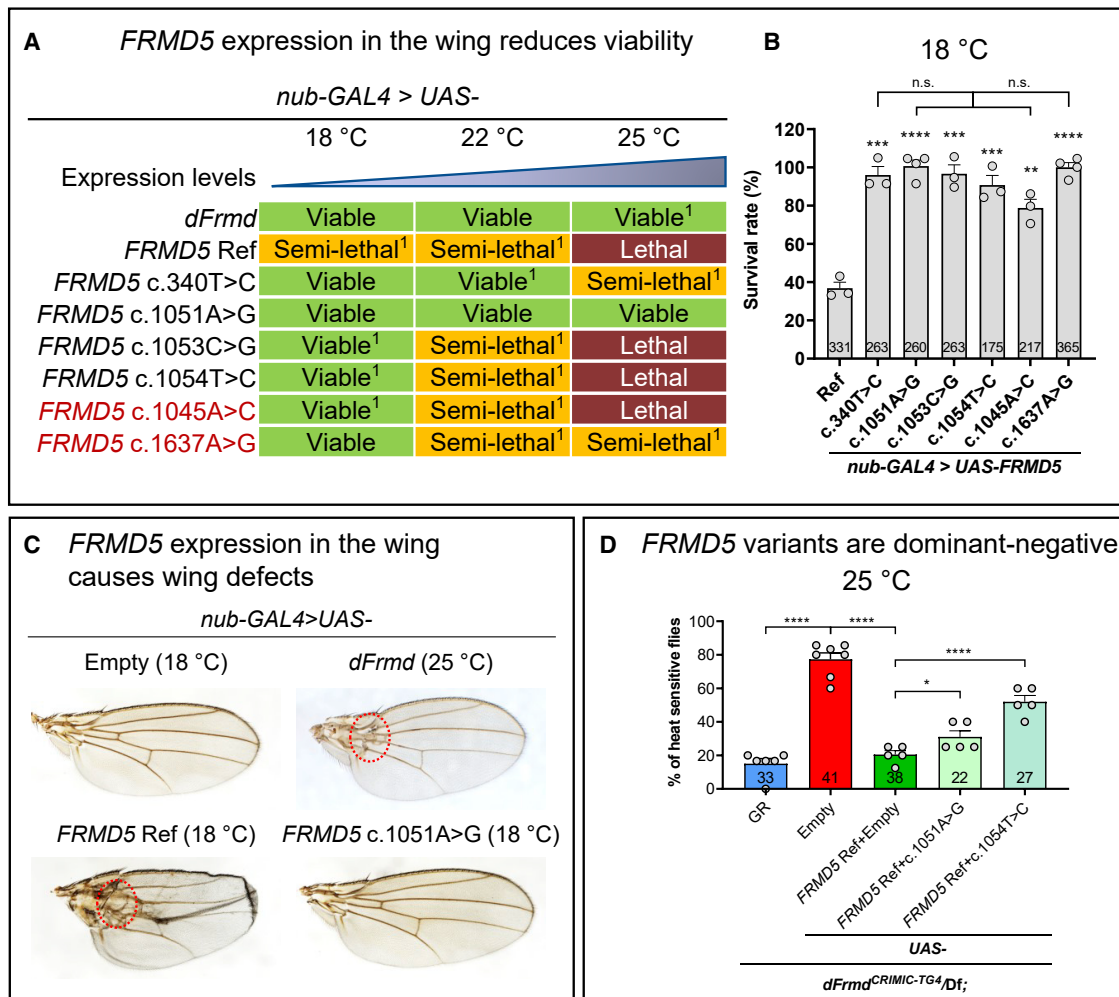 A FRMD5 expression in the wing reduces viability
nub-GAL4 > UAS-
18 °C 22 °C 25 °C
Expression levels
dFrmd Viable Viable Viable¹
FRMD5 Ref Semi-lethal¹ Semi-lethal¹ Lethal
FRMD5 c.340T>C Viable Viable¹ Semi-lethal¹
FRMD5 c.1051A>G Viable Viable Viable
FRMD5 c.1053C>G Viable¹ Semi-lethal¹ Lethal
FRMD5 c.1054T>C Viable¹ Semi-lethal¹ Lethal
FRMD5 c.1045A>C Viable¹ Semi-lethal¹ Lethal
FRMD5 c.1637A>G Viable Semi-lethal¹ Semi-lethal¹
B 18 °C
n.s. n.s.
*** **** *** *** ** ****
Survival rate (%)
120
100
80
60
40
20
0
331 263 260 263 175 217 365
Ref c.340T>C c.1051A>G c.1053C>G c.1054T>C c.1045A>C c.1637A>G
nub-GAL4 > UAS-FRMD5
C FRMD5 expression in the wing
causes wing defects
nub-GAL4>UAS-
Empty (18 °C) dFrmd (25 °C)
FRMD5 Ref (18 °C) FRMD5 c.1051A>G (18 °C)
D FRMD5 variants are dominant-negative
25 °C
**** ****
****
*
% of heat sensitive flies
100
80
60
40
20
0
33 41 38 22 27
GR Empty FRMD5 Ref+Empty FRMD5 Ref+c.1051A>G FRMD5 Ref+c.1054T>C
UAS-
dFrmdCRIMIC-TG4/Df;